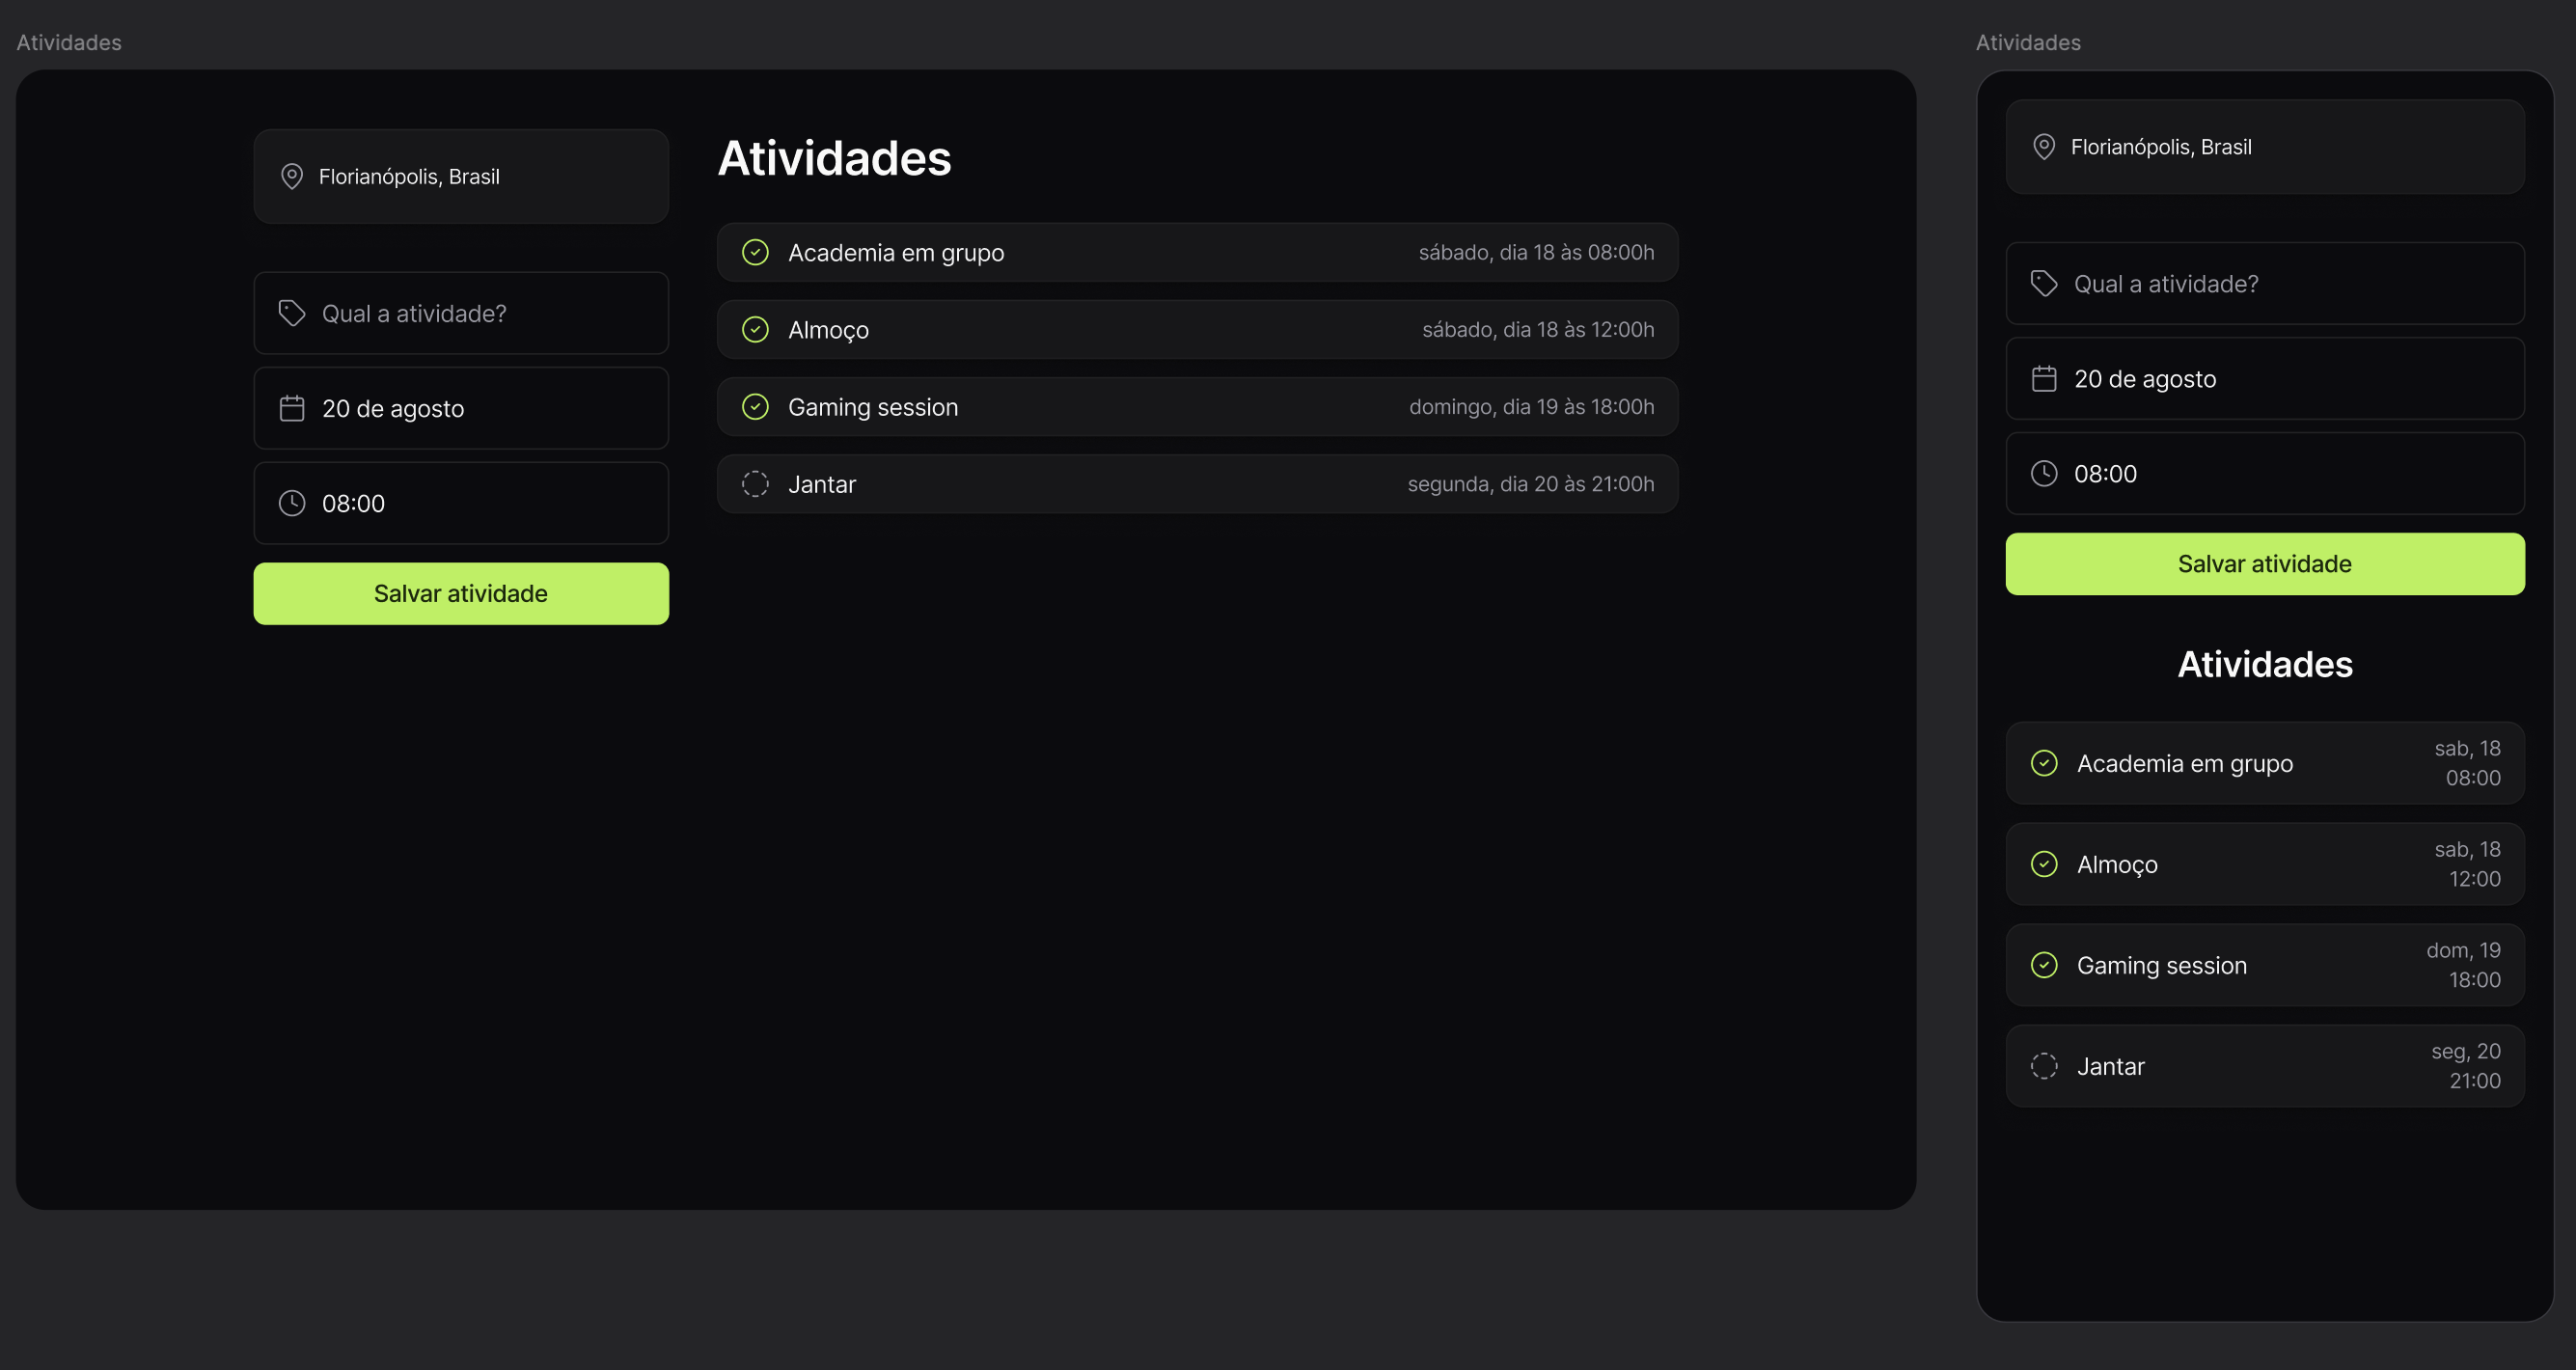 Atividades
Florianópolis, Brasil
Qual a atividade?
20 de agosto
08:00
Salvar atividade
Atividades
Academia em grupo
sábado, dia 18 às 08:00h
Almoço
sábado, dia 18 às 12:00h
Gaming session
domingo, dia 19 às 18:00h
Jantar
segunda, dia 20 às 21:00h
Atividades
Florianópolis, Brasil
Qual a atividade?
20 de agosto
08:00
Salvar atividade
Atividades
Academia em grupo
sab, 18
08:00
Almoço
sab, 18
12:00
Gaming session
dom, 19
18:00
Jantar
seg, 20
21:00